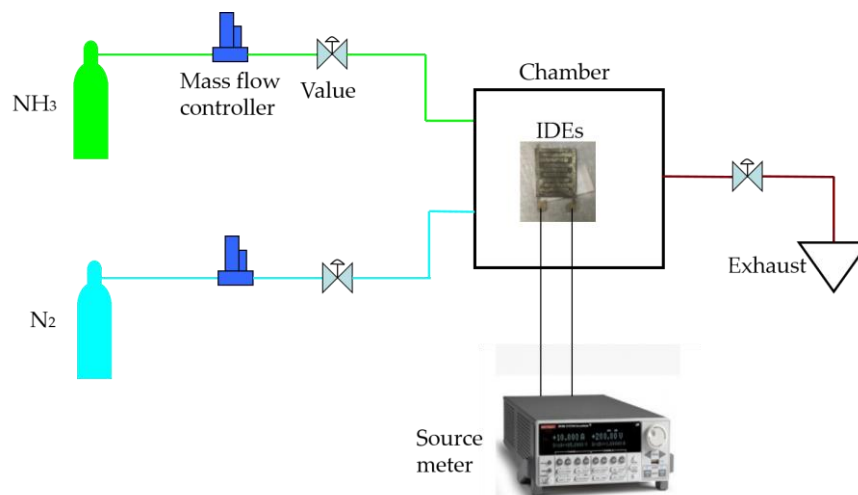 Chamber
Mass flow
controller
Value
NH₃
IDEs
Exhaust
N₂
Source
meter